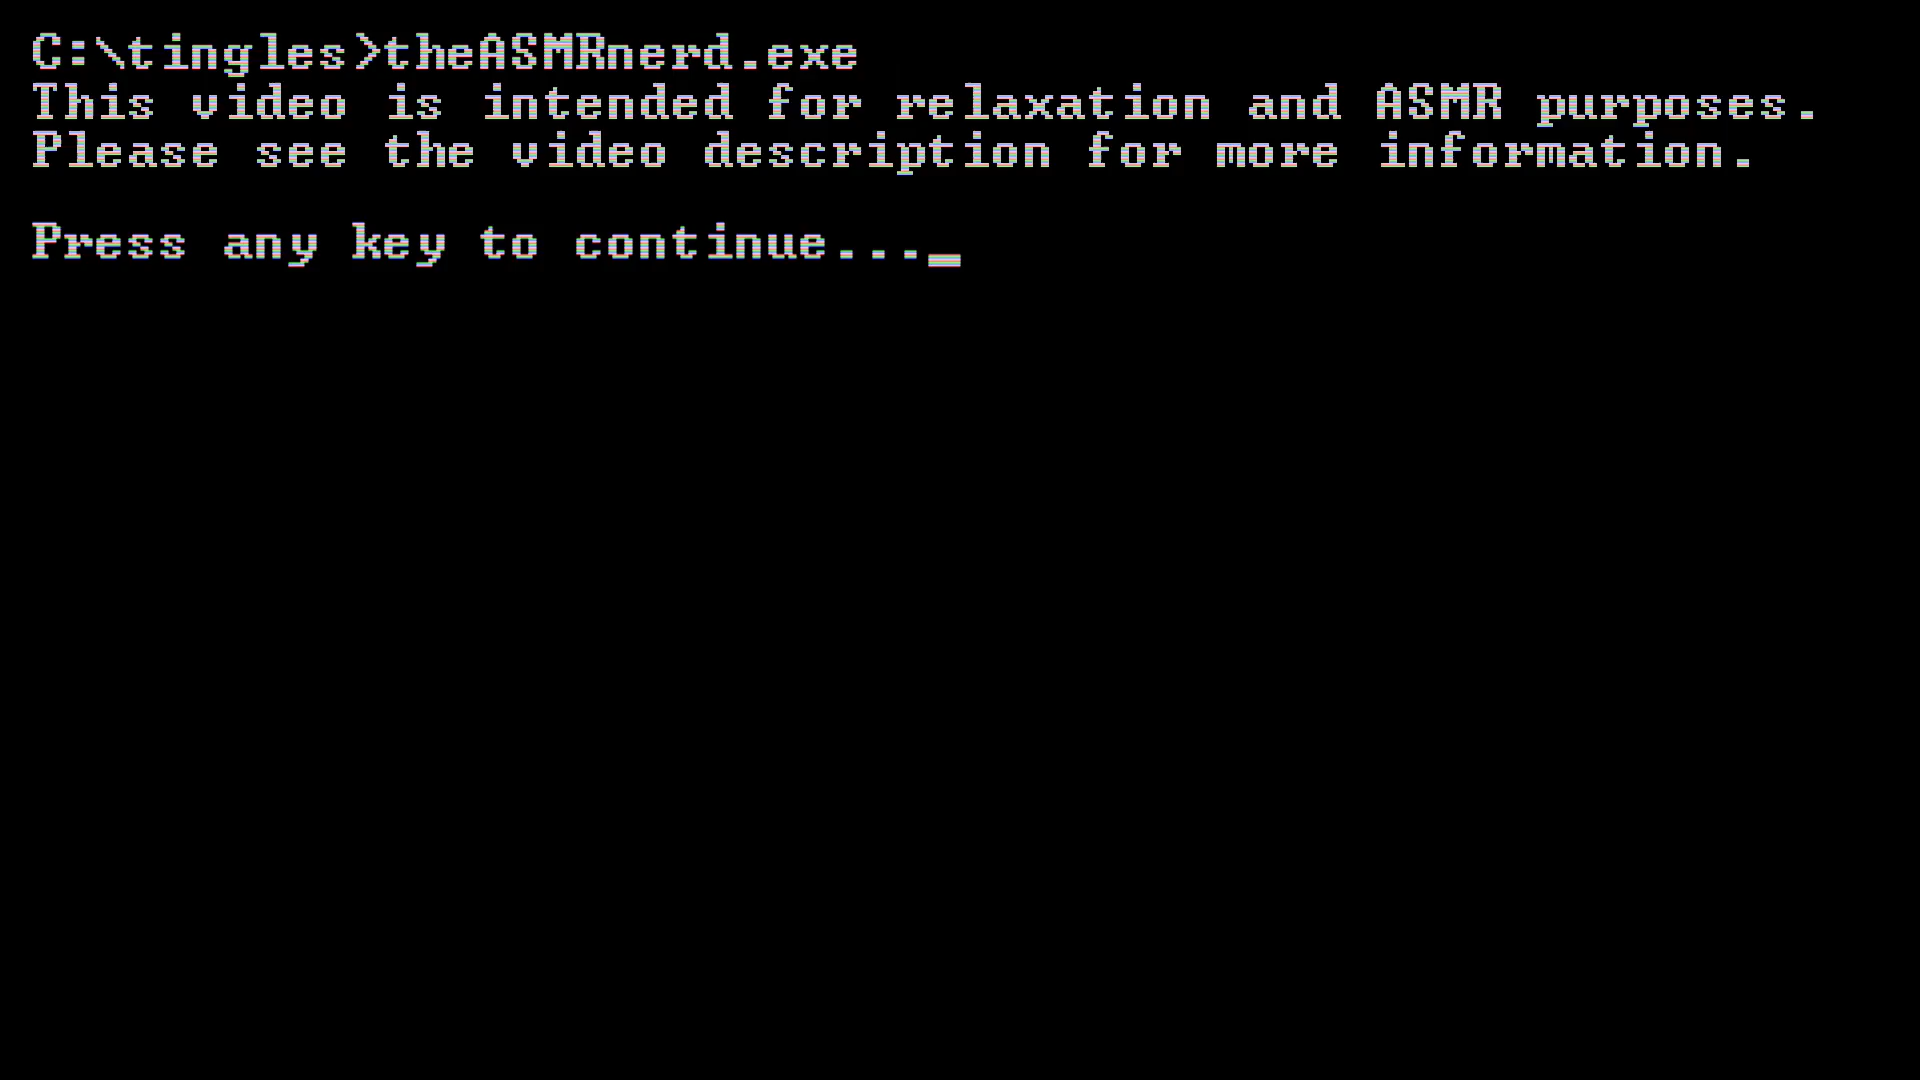 C:\tingles>theASMRnerd.exe
This video is intended for relaxation and ASMR purposes.
Please see the video description for more information.
Press any key to continue..._